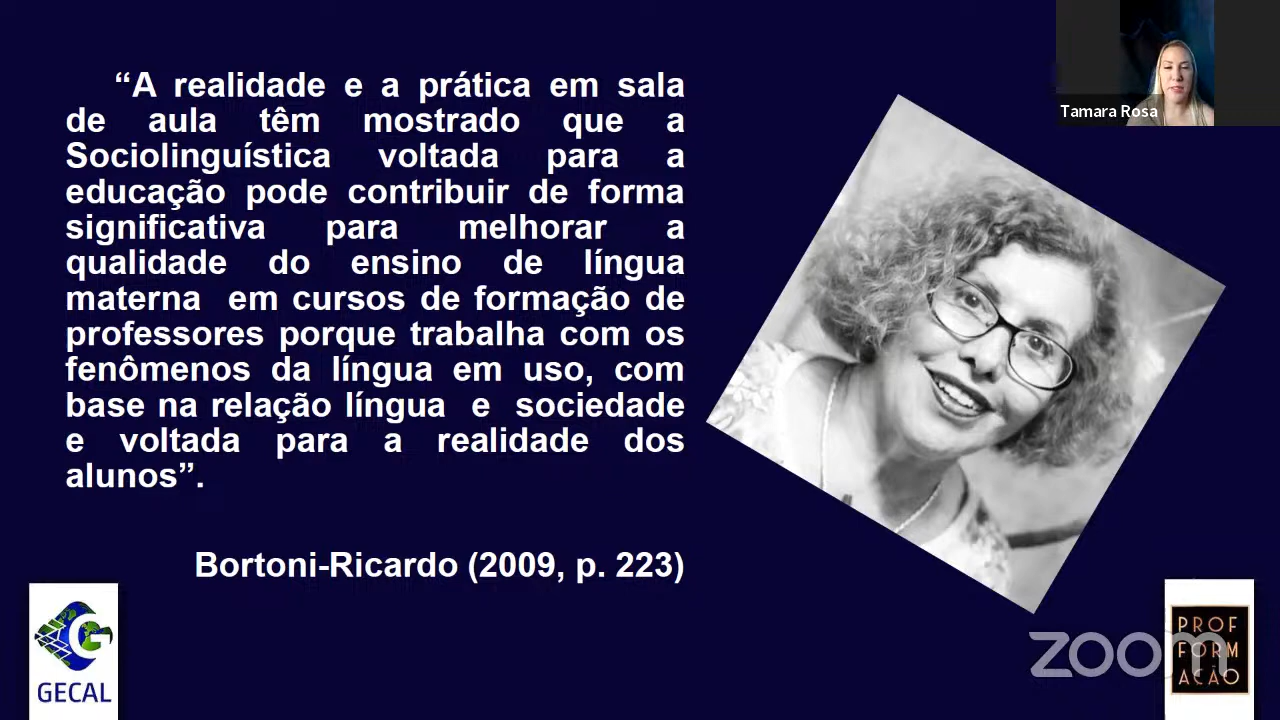 “A realidade e a prática em sala
de aula têm mostrado que a
Sociolinguística voltada para a
educação pode contribuir de forma
significativa para melhorar a
qualidade do ensino de língua
materna em cursos de formação de
professores porque trabalha com os
fenômenos da língua em uso, com
base na relação língua e sociedade
e voltada para a realidade dos
alunos”.
Bortoni-Ricardo (2009, p. 223)
Tamara Rosa
GECAL
zoom
PROF
FORM
AÇÃO